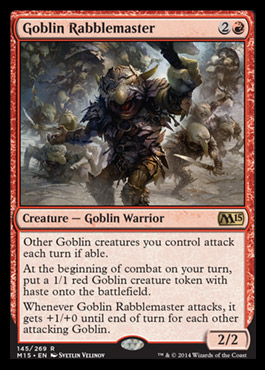 Goblin Rabblemaster 2
Creature — Goblin Warrior M15
Other Goblin creatures you control attack
each turn if able.
At the beginning of combat on your turn,
put a 1/1 red Goblin creature token with
haste onto the battlefield.
Whenever Goblin Rabblemaster attacks, it
gets +1/+0 until end of turn for each other
attacking Goblin.
2/2
145/269 R
M15 • EN Svetlin Velinov ™ & © 2014 Wizards of the Coast